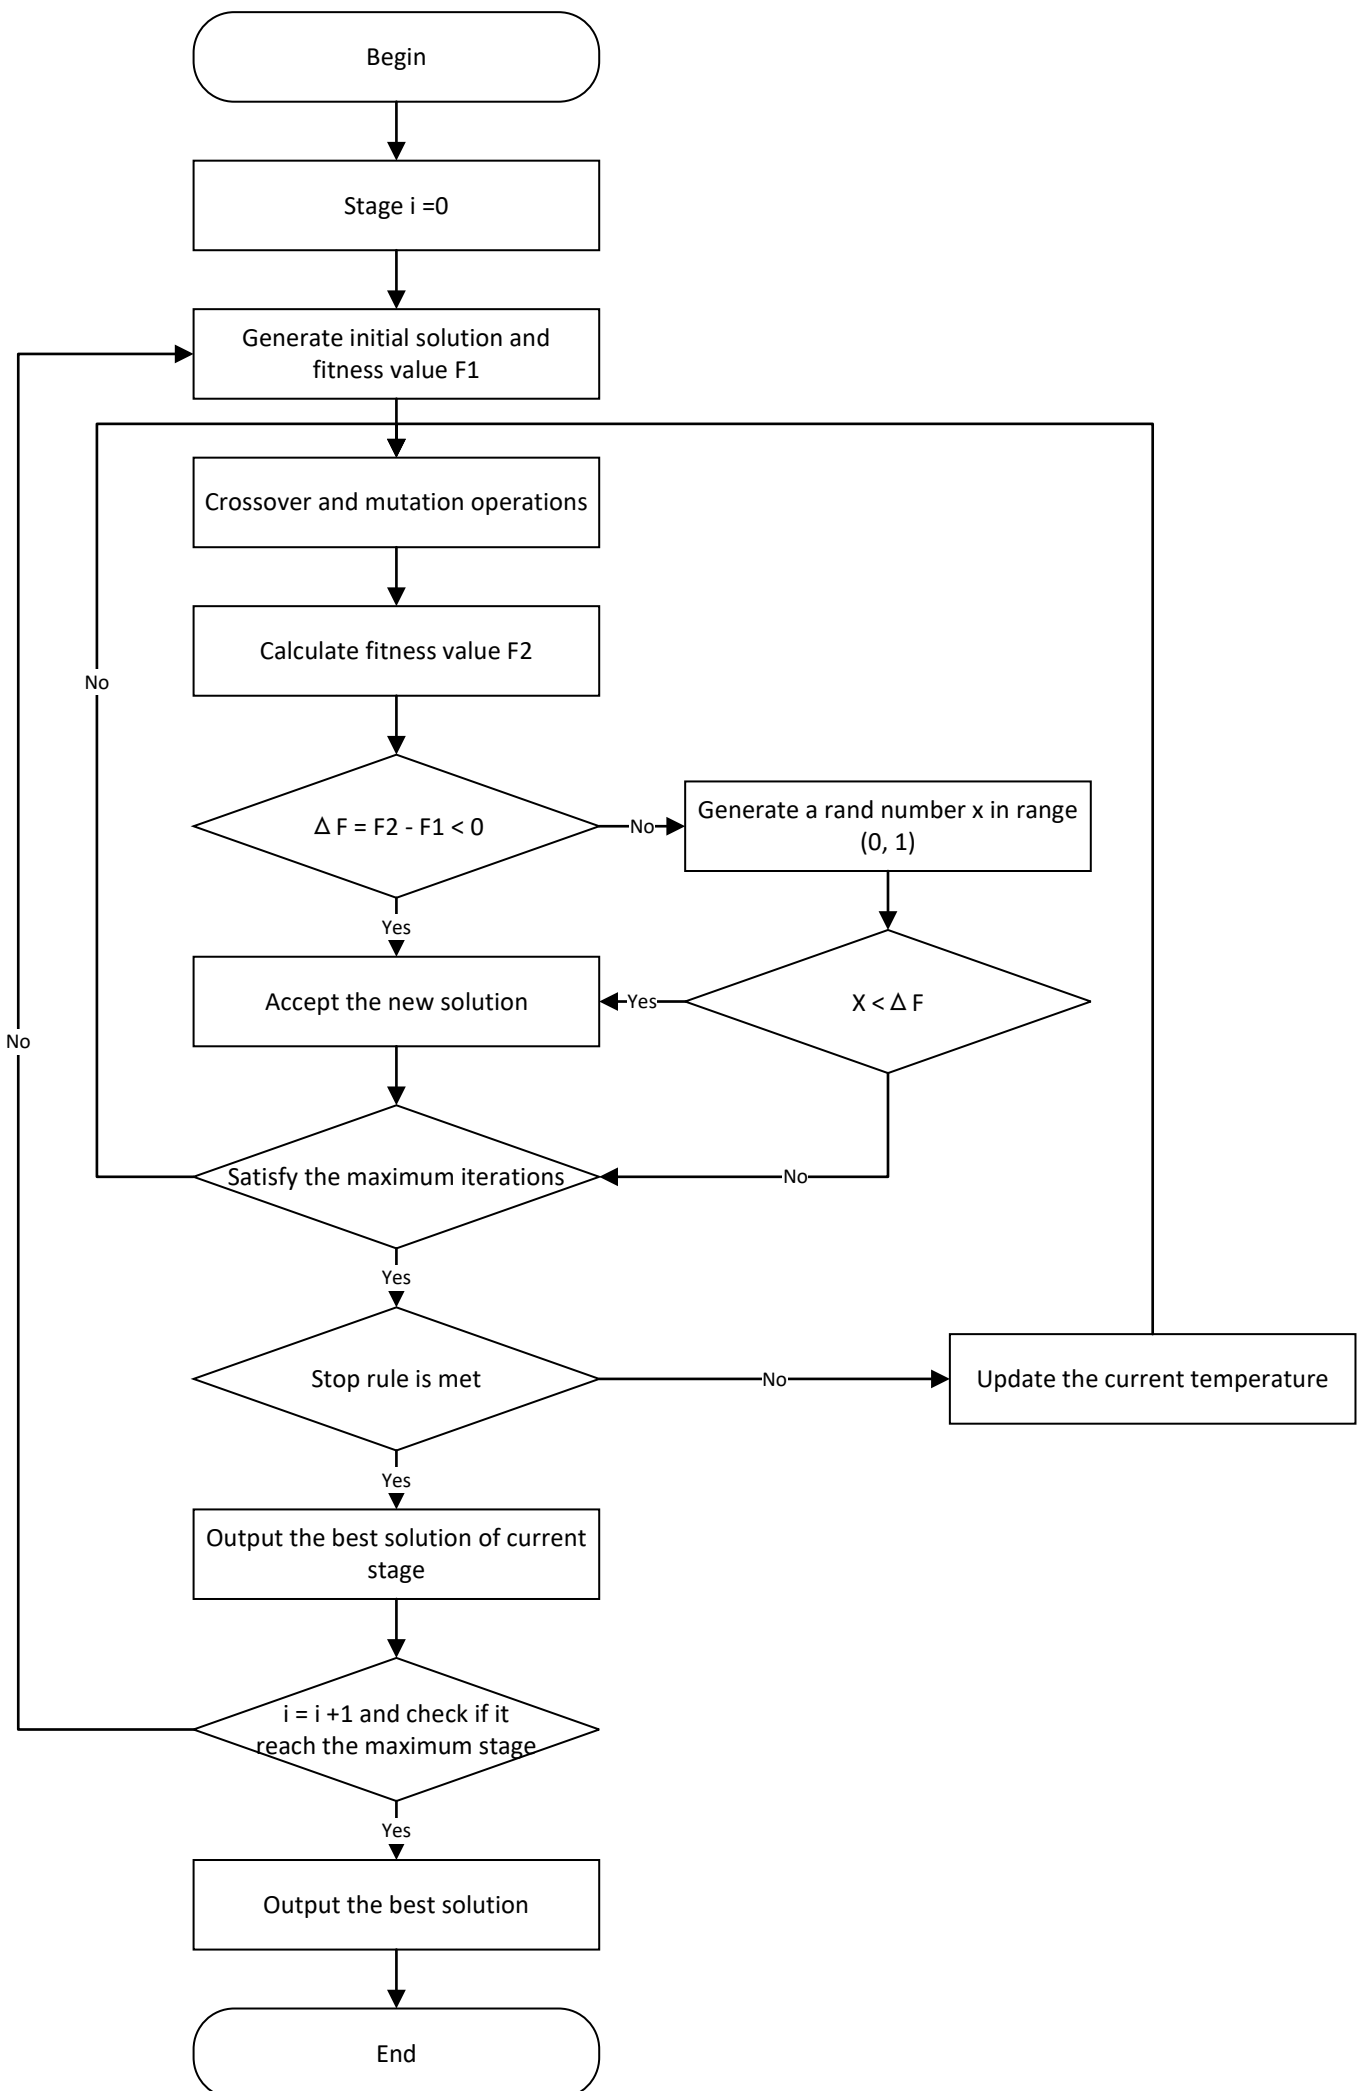 Begin
Stage i =0
Generate initial solution and
fitness value F1
Crossover and mutation operations
Calculate fitness value F2
No
Δ F = F2 - F1 < 0
No
Generate a rand number x in range
(0, 1)
Yes
Accept the new solution
Yes
X < Δ F
No
Satisfy the maximum iterations
No
Yes
Stop rule is met
No
Update the current temperature
Yes
Output the best solution of current
stage
i = i +1 and check if it
reach the maximum stage
Yes
Output the best solution
End